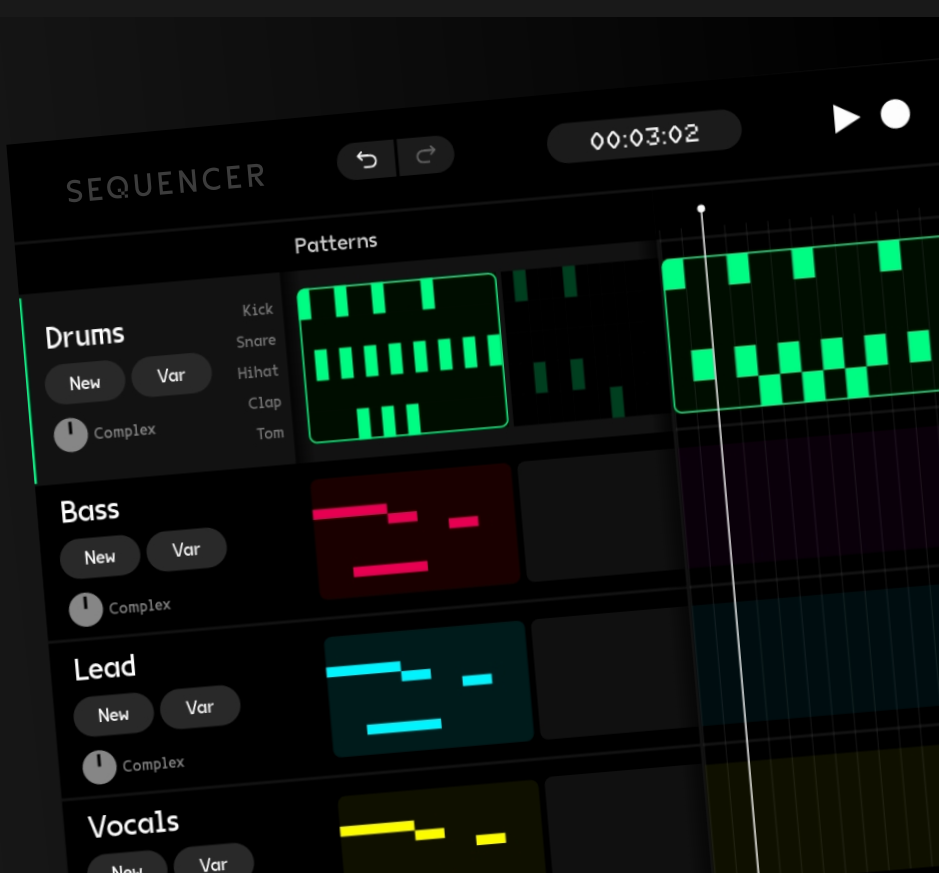 SEQUENCER
00:03:02
Patterns
Drums
New Var
Complex
Kick
Snare
Hihat
Clap
Tom
Bass
New Var
Complex
Lead
New Var
Complex
Vocals
New Var